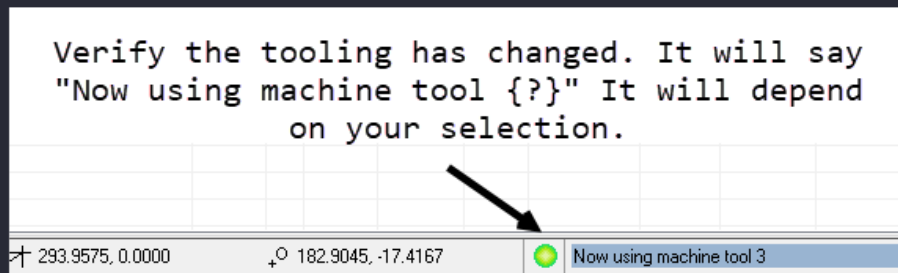 Verify the tooling has changed. It will say
"Now using machine tool {?}" It will depend
on your selection.
293.9575, 0.0000 182.9045, -17.4167 Now using machine tool 3